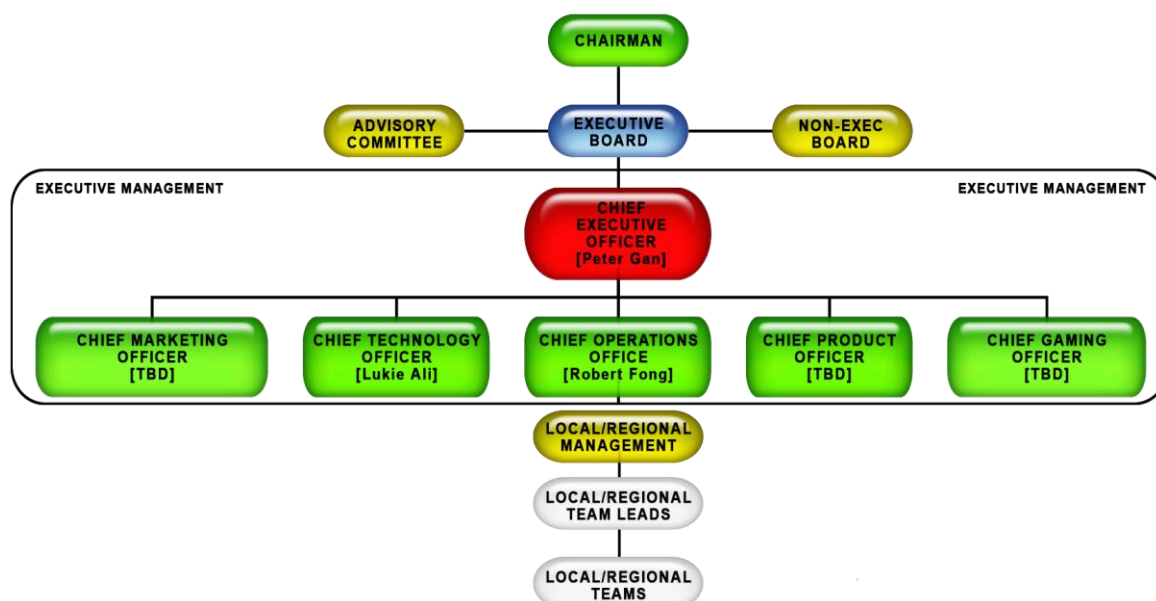 CHAIRMAN
ADVISORY
COMMITTEE
EXECUTIVE
BOARD
NON-EXEC
BOARD
EXECUTIVE MANAGEMENT
EXECUTIVE MANAGEMENT
CHIEF
EXECUTIVE
OFFICER
[Peter Gan]
CHIEF MARKETING
OFFICER
[TBD]
CHIEF TECHNOLOGY
OFFICER
[Lukie Ali]
CHIEF OPERATIONS
OFFICE
[Robert Fong]
CHIEF PRODUCT
OFFICER
[TBD]
CHIEF GAMING
OFFICER
[TBD]
LOCAL/REGIONAL
MANAGEMENT
LOCAL/REGIONAL
TEAM LEADS
LOCAL/REGIONAL
TEAMS